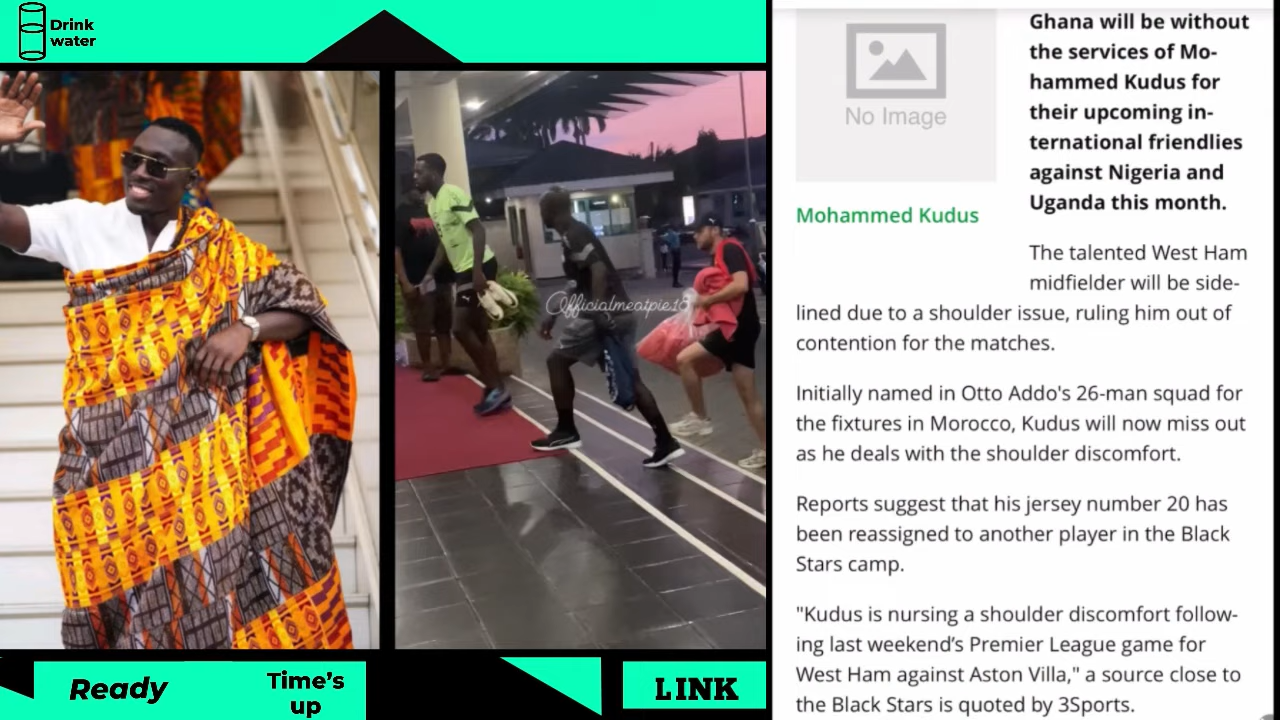 Drink
water
Officialmeatpie18
Ready
Time's
up
LINK
No Image
Mohammed Kudus
Ghana will be without
the services of Mo-
hammed Kudus for
their upcoming in-
ternational friendlies
against Nigeria and
Uganda this month.
The talented West Ham
midfielder will be side-
lined due to a shoulder issue, ruling him out of
contention for the matches.
Initially named in Otto Addo's 26-man squad for
the fixtures in Morocco, Kudus will now miss out
as he deals with the shoulder discomfort.
Reports suggest that his jersey number 20 has
been reassigned to another player in the Black
Stars camp.
"Kudus is nursing a shoulder discomfort follow-
ing last weekend’s Premier League game for
West Ham against Aston Villa," a source close to
the Black Stars is quoted by 3Sports.